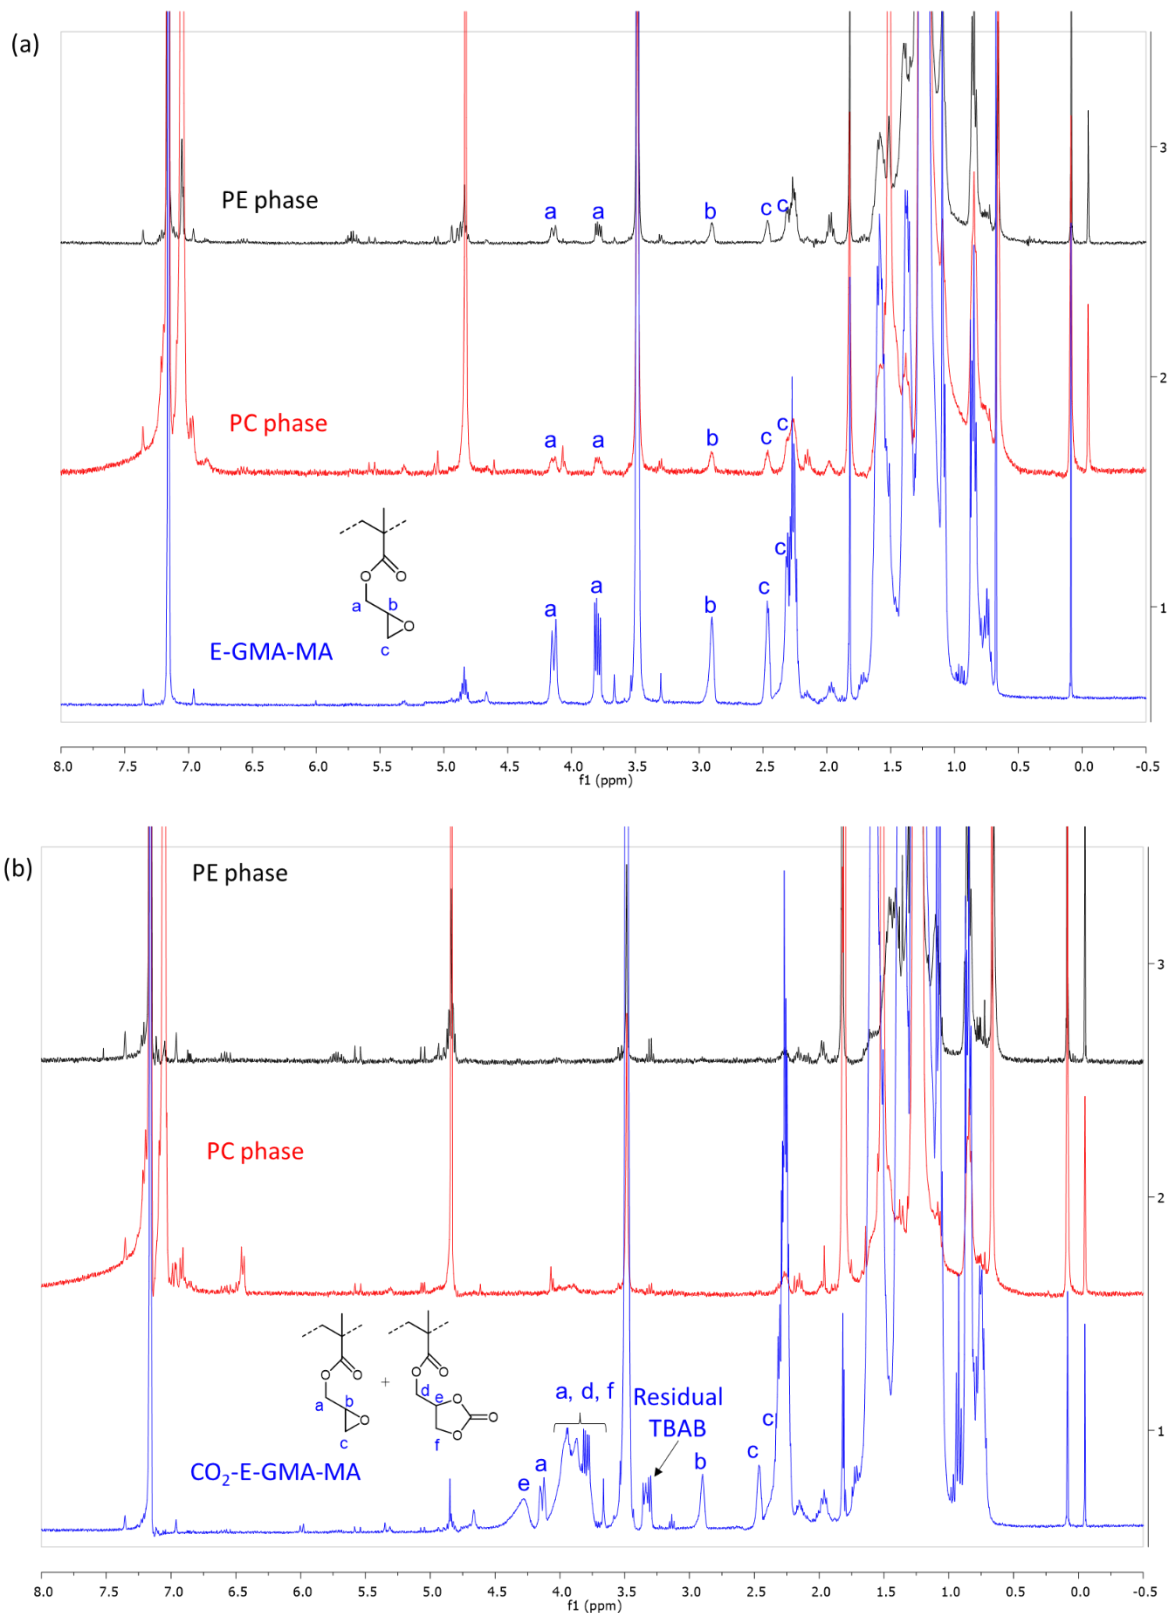 (a)
PE phase
a
a
b
c
c
3
2
PC phase
a
a
b
c
c
O
O
a
b
O
c
E-GMA-MA
a
a
b
c
c
1
8.0 7.5 7.0 6.5 6.0 5.5 5.0 4.5 4.0 3.5 3.0 2.5 2.0 1.5 1.0 0.5 0.0 -0.5
f1 (ppm)
(b)
PE phase
3
PC phase
2
O
O
a
b
O
c
+
O
O
d
e
O
O
O
f
a, d, f
Residual
TBAB
e
a
b
c
c
1
CO₂-E-GMA-MA
8.0 7.5 7.0 6.5 6.0 5.5 5.0 4.5 4.0 3.5 3.0 2.5 2.0 1.5 1.0 0.5 0.0 -0.5
f1 (ppm)